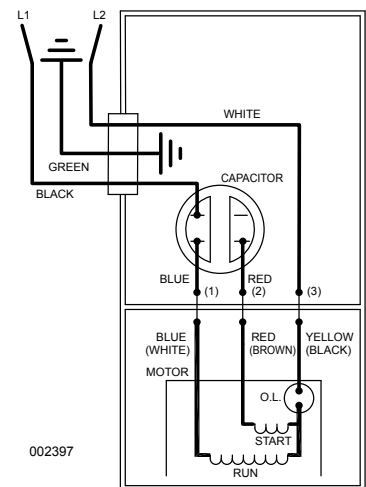 L1
L2
WHITE
GREEN
BLACK
CAPACITOR
BLUE
RED
(1)
(2)
(3)
BLUE
(WHITE)
RED
(BROWN)
YELLOW
(BLACK)
MOTOR
O.L.
START
RUN
002397